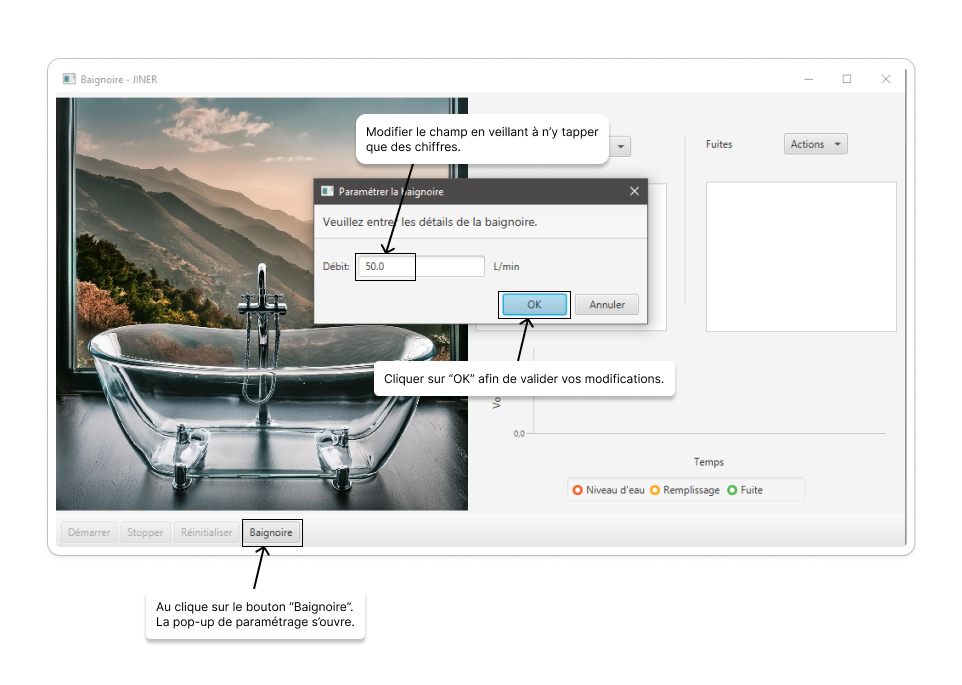 Baignoire - JINER
Modifier le champ en veillant à n’y tapper
que des chiffres.
Fuites
Actions
Paramétrer la baignoire
Veuillez entrer les détails de la baignoire.
Débit:
50.0
L/min
OK
Annuler
Cliquer sur “OK” afin de valider vos modifications.
0,0
Temps
Niveau d'eau
Remplissage
Fuite
Démarrer
Stopper
Réinitialiser
Baignoire
Au clique sur le bouton “Baignoire”.
La pop-up de paramétrage s’ouvre.